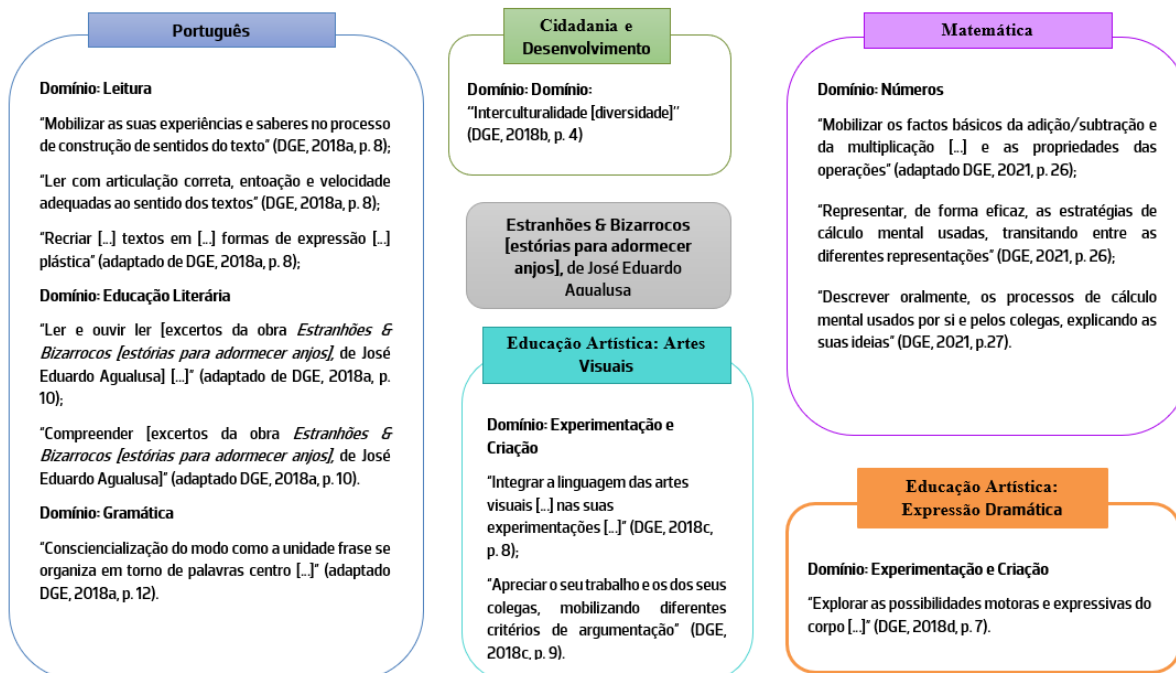 Português
Domínio: Leitura
“Mobilizar as suas experiências e saberes no processo
de construção de sentidos do texto” (DGE, 2018a, p. 8);
“Ler com articulação correta, entoação e velocidade
adequadas ao sentido dos textos” (DGE, 2018a, p. 8);
“Recriar [...] textos em [...] formas de expressão [...]
plástica” (adaptado de DGE, 2018a, p. 8);
Domínio: Educação Literária
“Ler e ouvir ler [excertos da obra Estranhões &
Bizarrocos [estórias para adormecer anjos], de José
Eduardo Agualusa] [...]” (adaptado de DGE, 2018a, p.
10);
“Compreender [excertos da obra Estranhões &
Bizarrocos [estórias para adormecer anjos], de José
Eduardo Agualusa]” (adaptado DGE, 2018a, p. 10).
Domínio: Gramática
“Consciencialização do modo como a unidade frase se
organiza em torno de palavras centro [...]” (adaptado
DGE, 2018a, p. 12).
Cidadania e
Desenvolvimento
Domínio: Domínio:
“Interculturalidade [diversidade]”
(DGE, 2018b, p. 4)
Estranhões & Bizarrocos
[estórias para adormecer
anjos], de José Eduardo
Agualusa
Educação Artística: Artes
Visuais
Domínio: Experimentação e
Criação
“Integrar a linguagem das artes
visuais [...] nas suas
experimentações [...]” (DGE, 2018c,
p. 8);
“Apreciar o seu trabalho e os dos seus
colegas, mobilizando diferentes
critérios de argumentação” (DGE,
2018c, p. 9).
Matemática
Domínio: Números
“Mobilizar os factos básicos da adição/subtração e
da multiplicação [...] e as propriedades das
operações” (adaptado DGE, 2021, p. 26);
“Representar, de forma eficaz, as estratégias de
cálculo mental usadas, transitando entre as
diferentes representações” (DGE, 2021, p. 26);
“Descrever oralmente, os processos de cálculo
mental usados por si e pelos colegas, explicando as
suas ideias” (DGE, 2021, p.27).
Educação Artística:
Expressão Dramática
Domínio: Experimentação e Criação
“Explorar as possibilidades motoras e expressivas do
corpo [...]” (DGE, 2018d, p. 7).